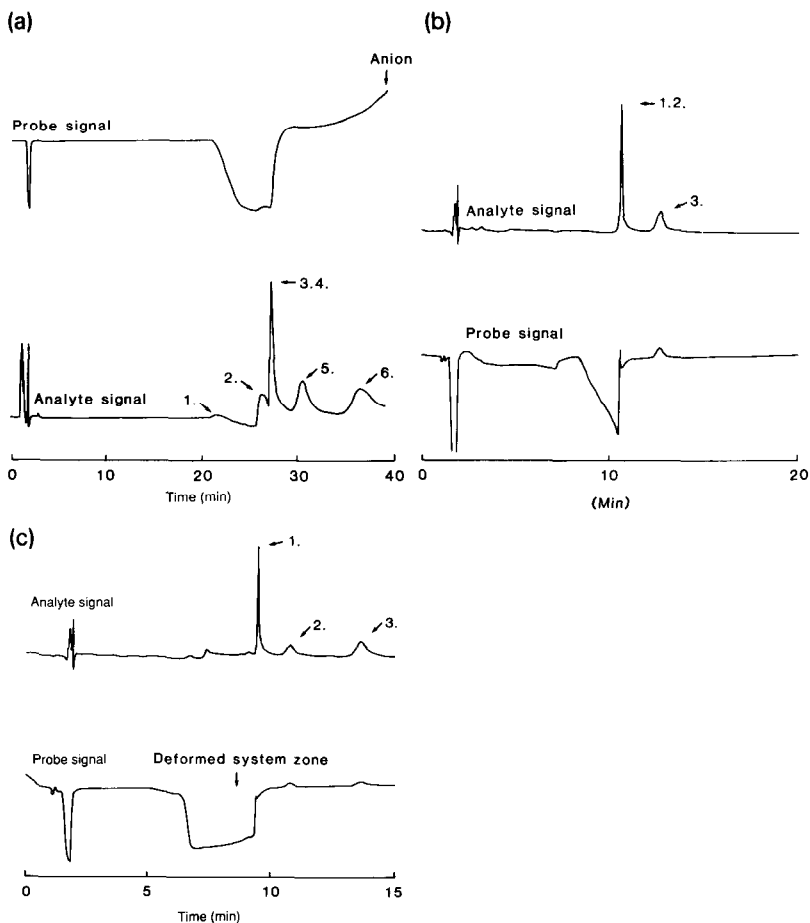 (a)
Anion
Probe signal
3.4.
2.
5.
6.
1.
Analyte signal
0 10 20 30 40
Time (min)
(b)
1.2.
Analyte signal
3.
Probe signal
0 10 20
(Min)
(c)
1.
Analyte signal
2.
3.
Probe signal Deformed system zone
0 5 10 15
Time (min)